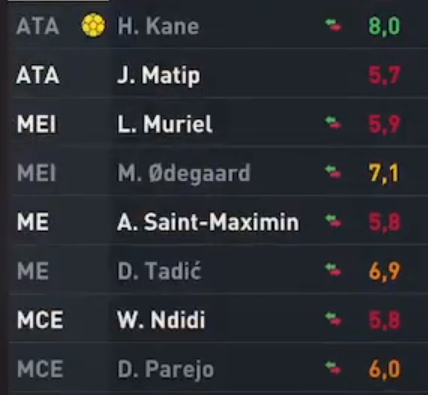 ATA H. Kane 8,0
ATA J. Matip 5,7
MEI L. Muriel 5,9
MEI M. Ødegaard 7,1
ME A. Saint-Maximin 5,8
ME D. Tadić 6,9
MCE W. Ndidi 5,8
MCE D. Parejo 6,0